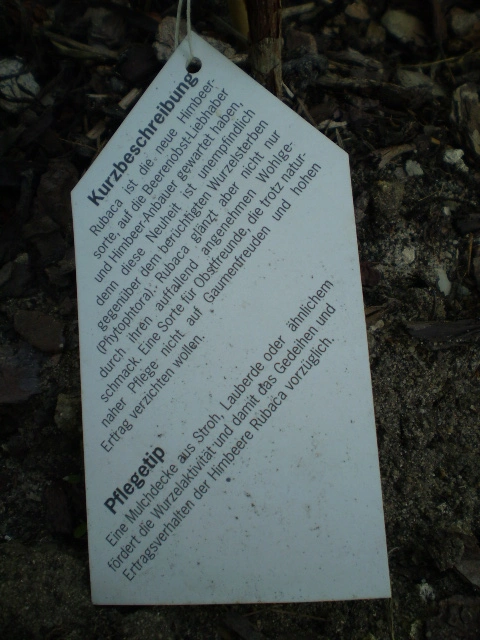 Kurzbeschreibung
Rubaca ist die neue Himbeer-
sorte, auf die Beerenobst-Liebhaber
und Himbeer-Anbauer gewartet haben,
denn diese Neuheit ist unempfindlich
gegenüber dem berüchtigten Wurzelsterben
(Phytophtora). Rubaca glänzt aber nicht nur
durch ihren auffallend angenehmen Wohlge-
schmack. Eine Sorte für Obstfreunde, die trotz natur-
naher Pflege nicht auf Gaumenfreuden und hohen
Ertrag verzichten wollen.
Pflegetip
Eine Mulchdecke aus Stroh, Lauberde oder ähnlichem
fördert die Wurzelaktivität und damit das Gedeihen und
Ertragsverhalten der Himbeere Rubaca vorzüglich.